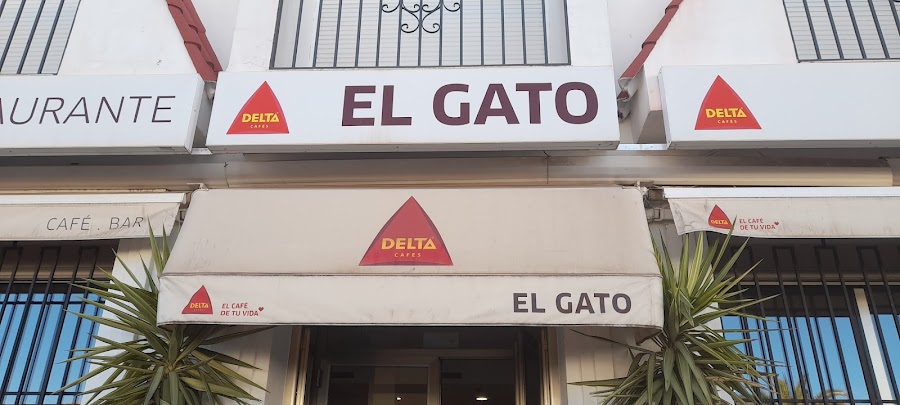 AURANTE
DELTA
CAFÉS
EL GATO
DELTA
CAFÉS
CAFÉ . BAR
DELTA
CAFÉS
DELTA
EL CAFÉ
DE TU VIDA
EL GATO
DELTA
EL CAFÉ
DE TU VIDA